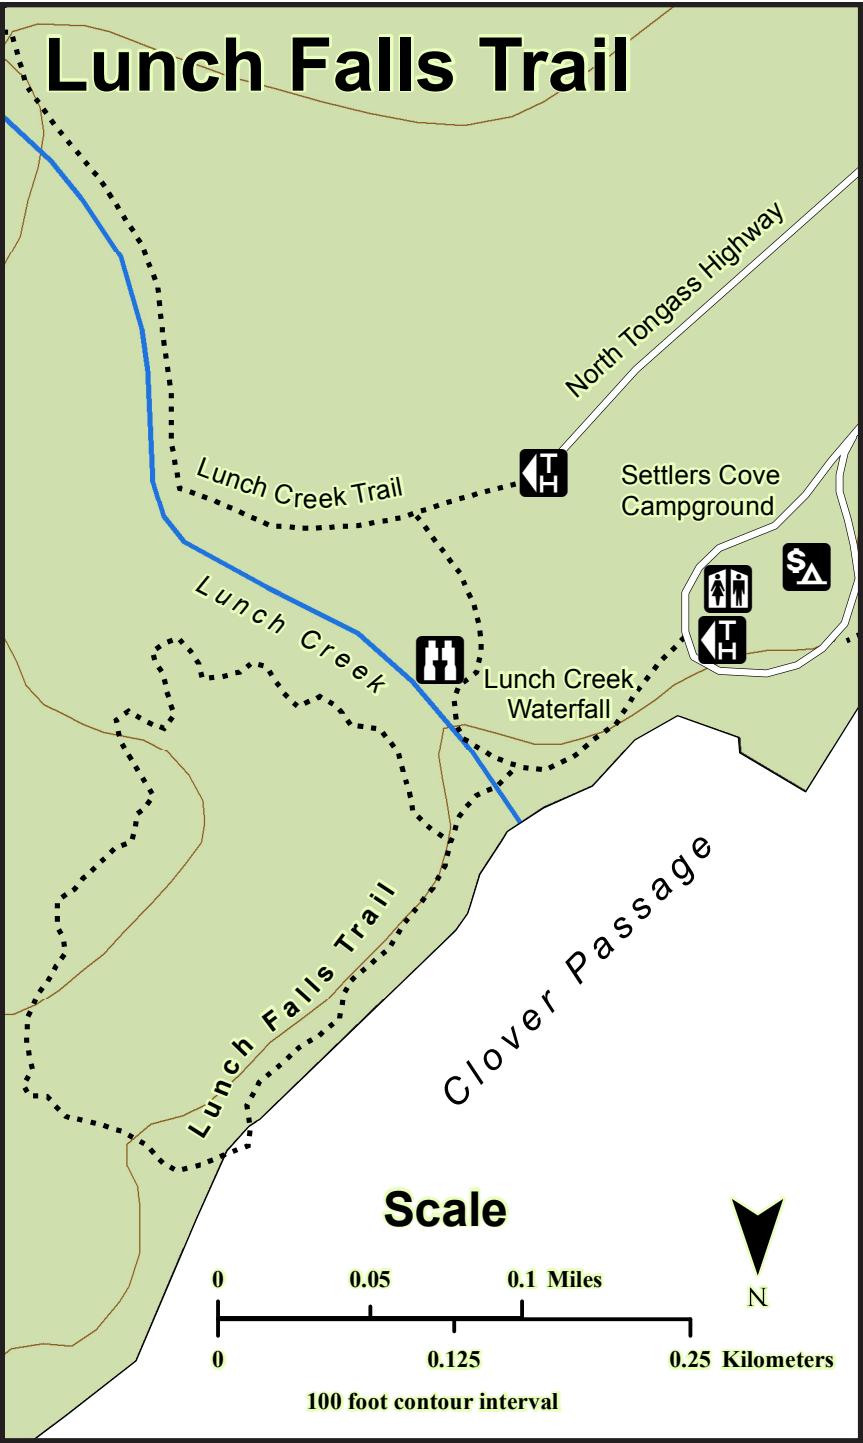 Lunch Falls Trail
North Tongass Highway
Lunch Creek Trail
T
H
Settlers Cove
Campground
$
T
H
Lunch Creek
Lunch Creek
Waterfall
Clover Passage
Lunch Falls Trail
Scale
0 0.05 0.1 Miles
0 0.125 0.25 Kilometers
100 foot contour interval
N